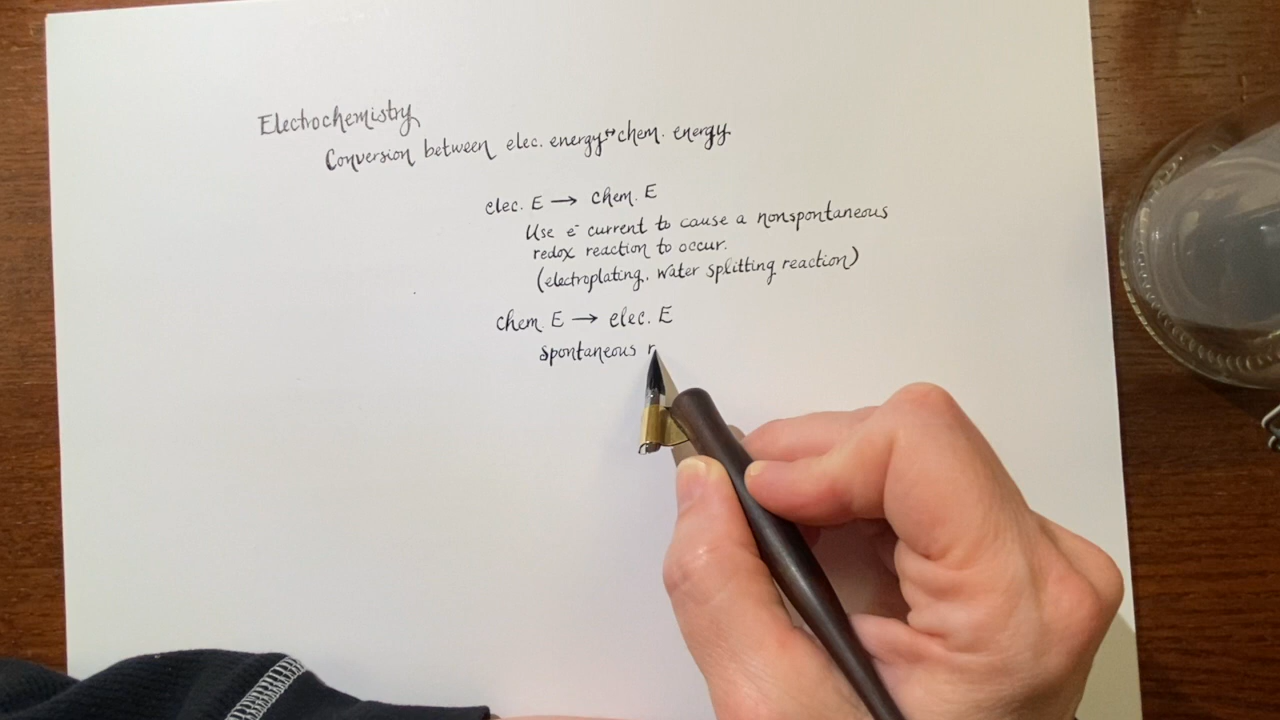 Electrochemistry
Conversion between elec. energy↔chem. energy
elec. E → chem. E
Use e⁻ current to cause a nonspontaneous
redox reaction to occur.
(electroplating, water splitting reaction)
chem. E → elec. E
spontaneous r